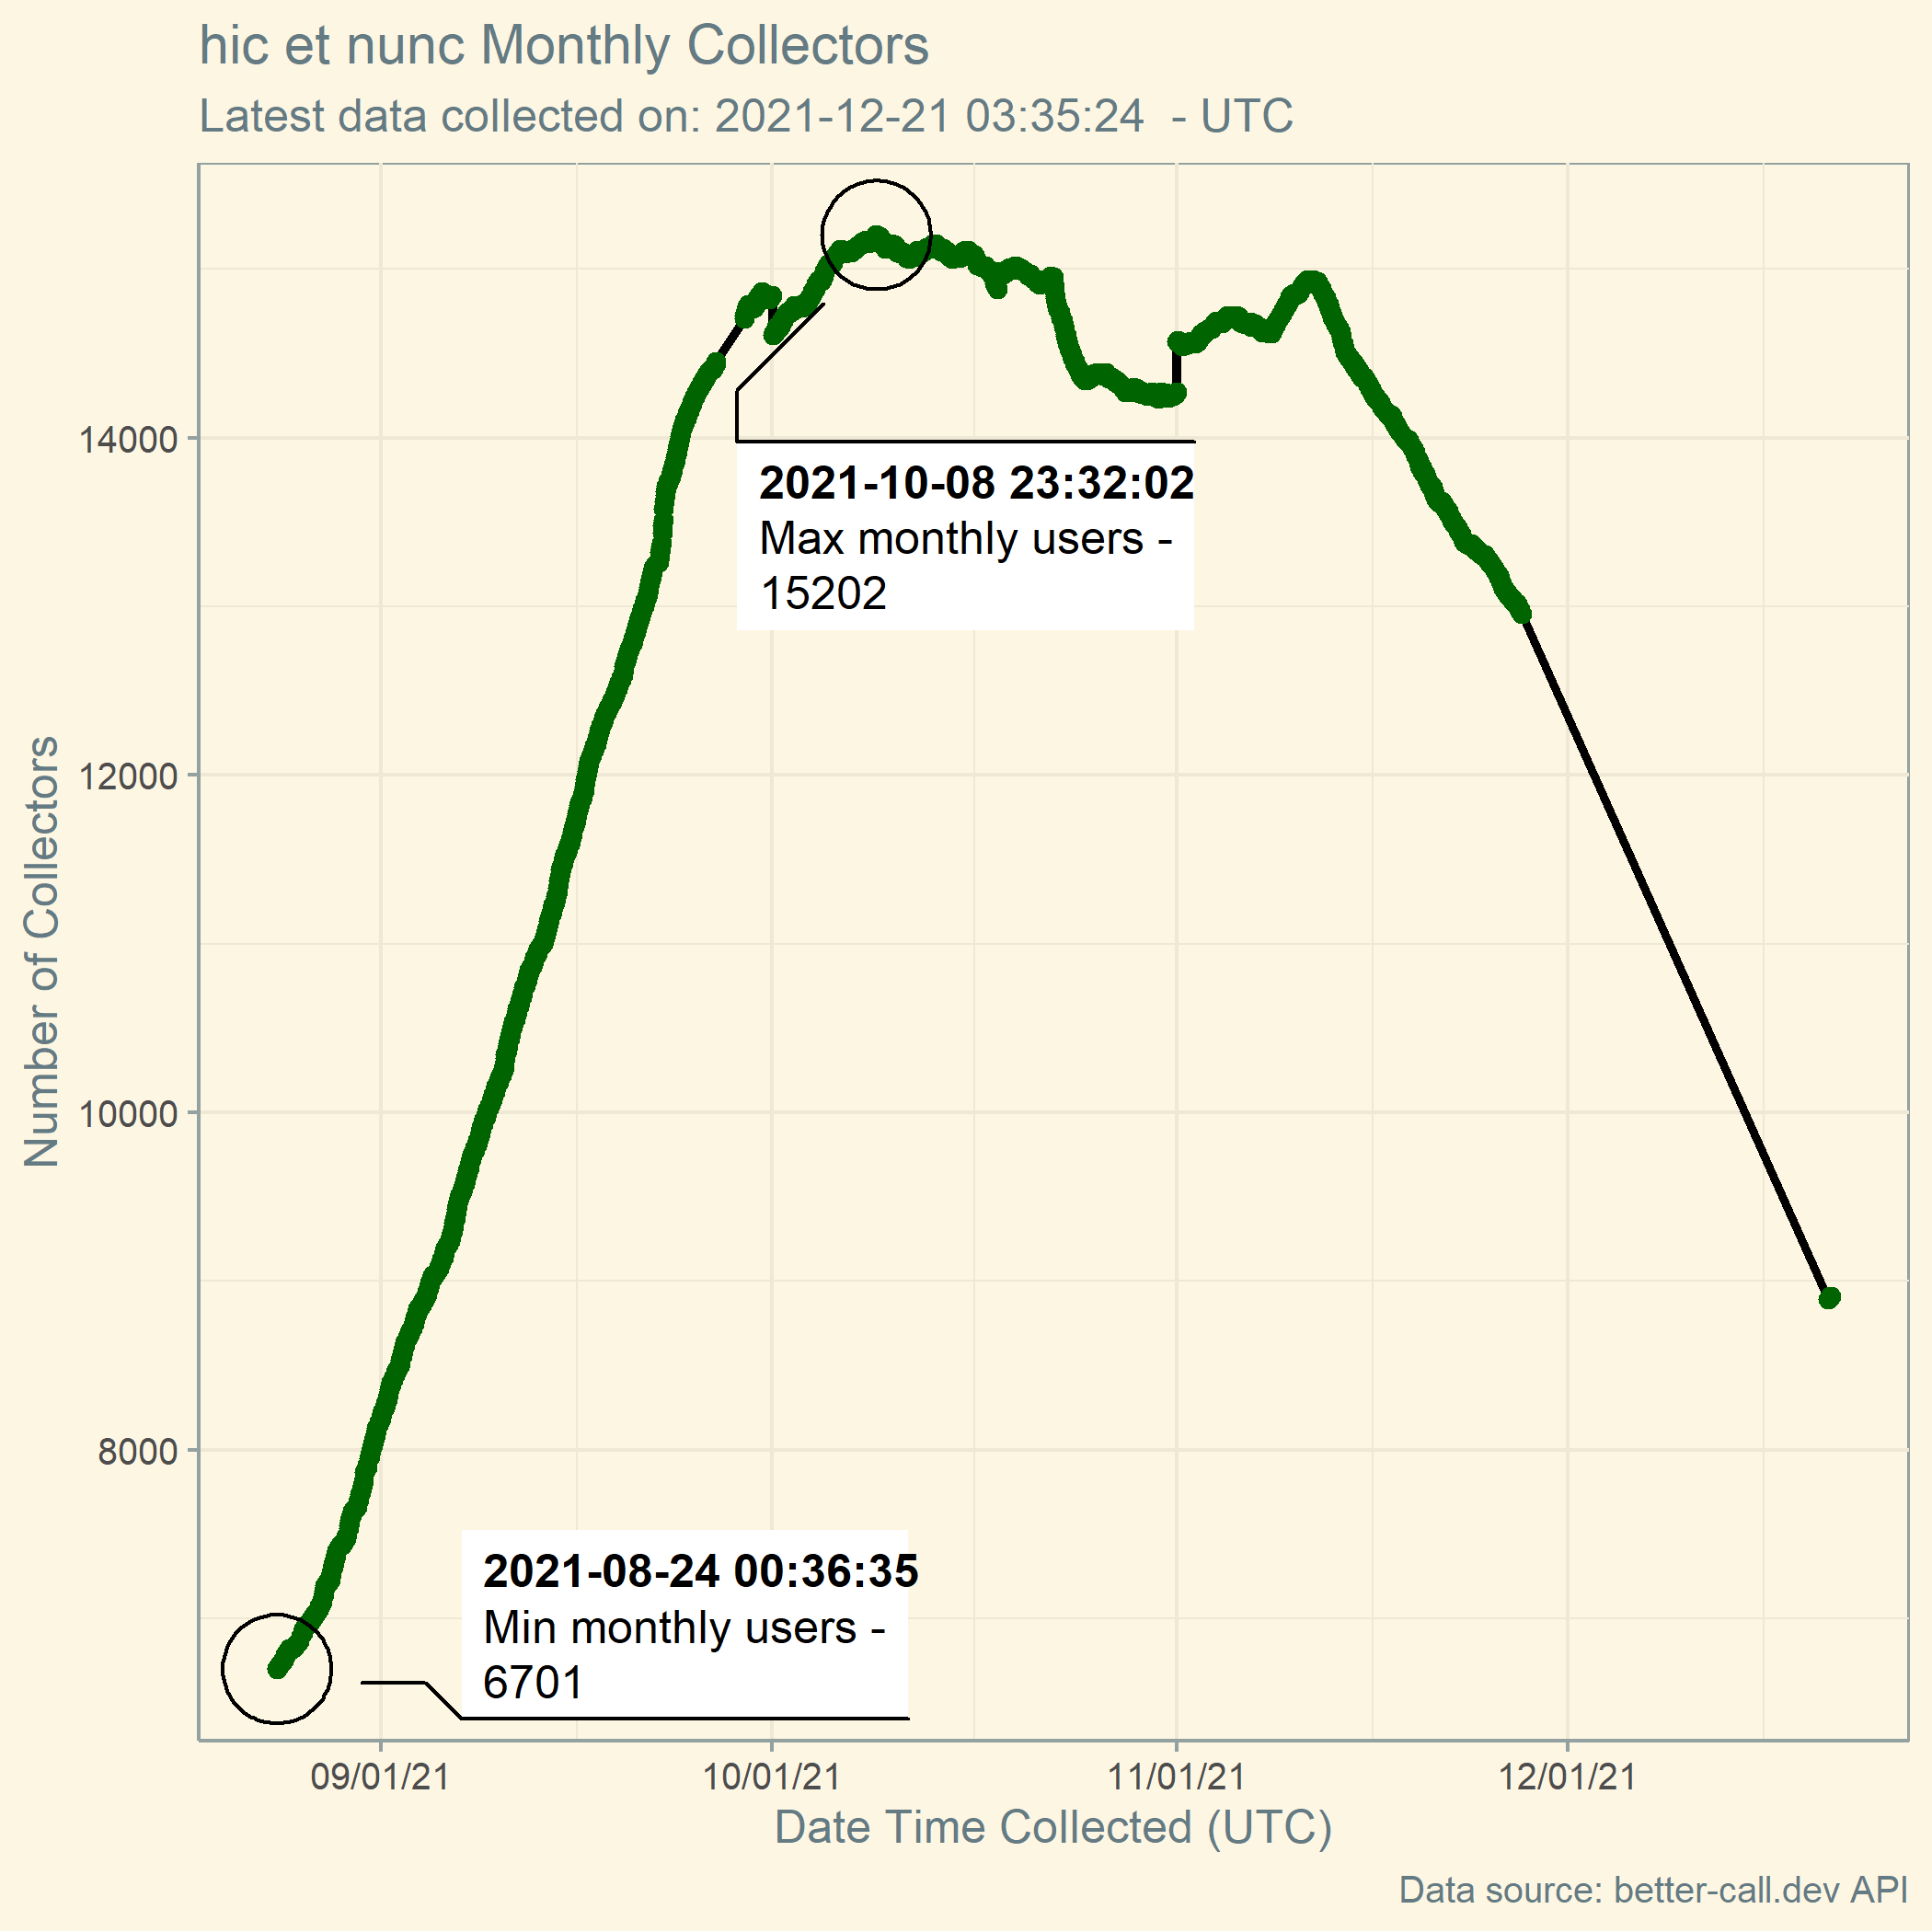 hic et nunc Monthly Collectors
Latest data collected on: 2021-12-21 03:35:24  - UTC
Number of Collectors
14000
12000
10000
8000
2021-10-08 23:32:02
Max monthly users -
15202
2021-08-24 00:36:35
Min monthly users -
6701
09/01/21
10/01/21
11/01/21
12/01/21
Date Time Collected (UTC)
Data source: better-call.dev API